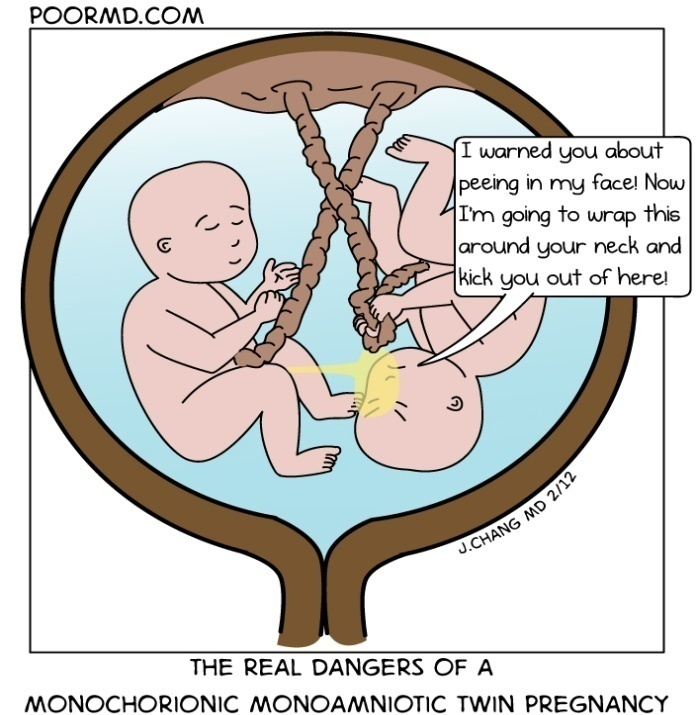 POORMD.COM
I warned you about
peeing in my face! Now
I'm going to wrap this
around your neck and
kick you out of here!
J.CHANG MD 2/12
THE REAL DANGERS OF A
MONOCHORIONIC MONOAMNIOTIC TWIN PREGNANCY